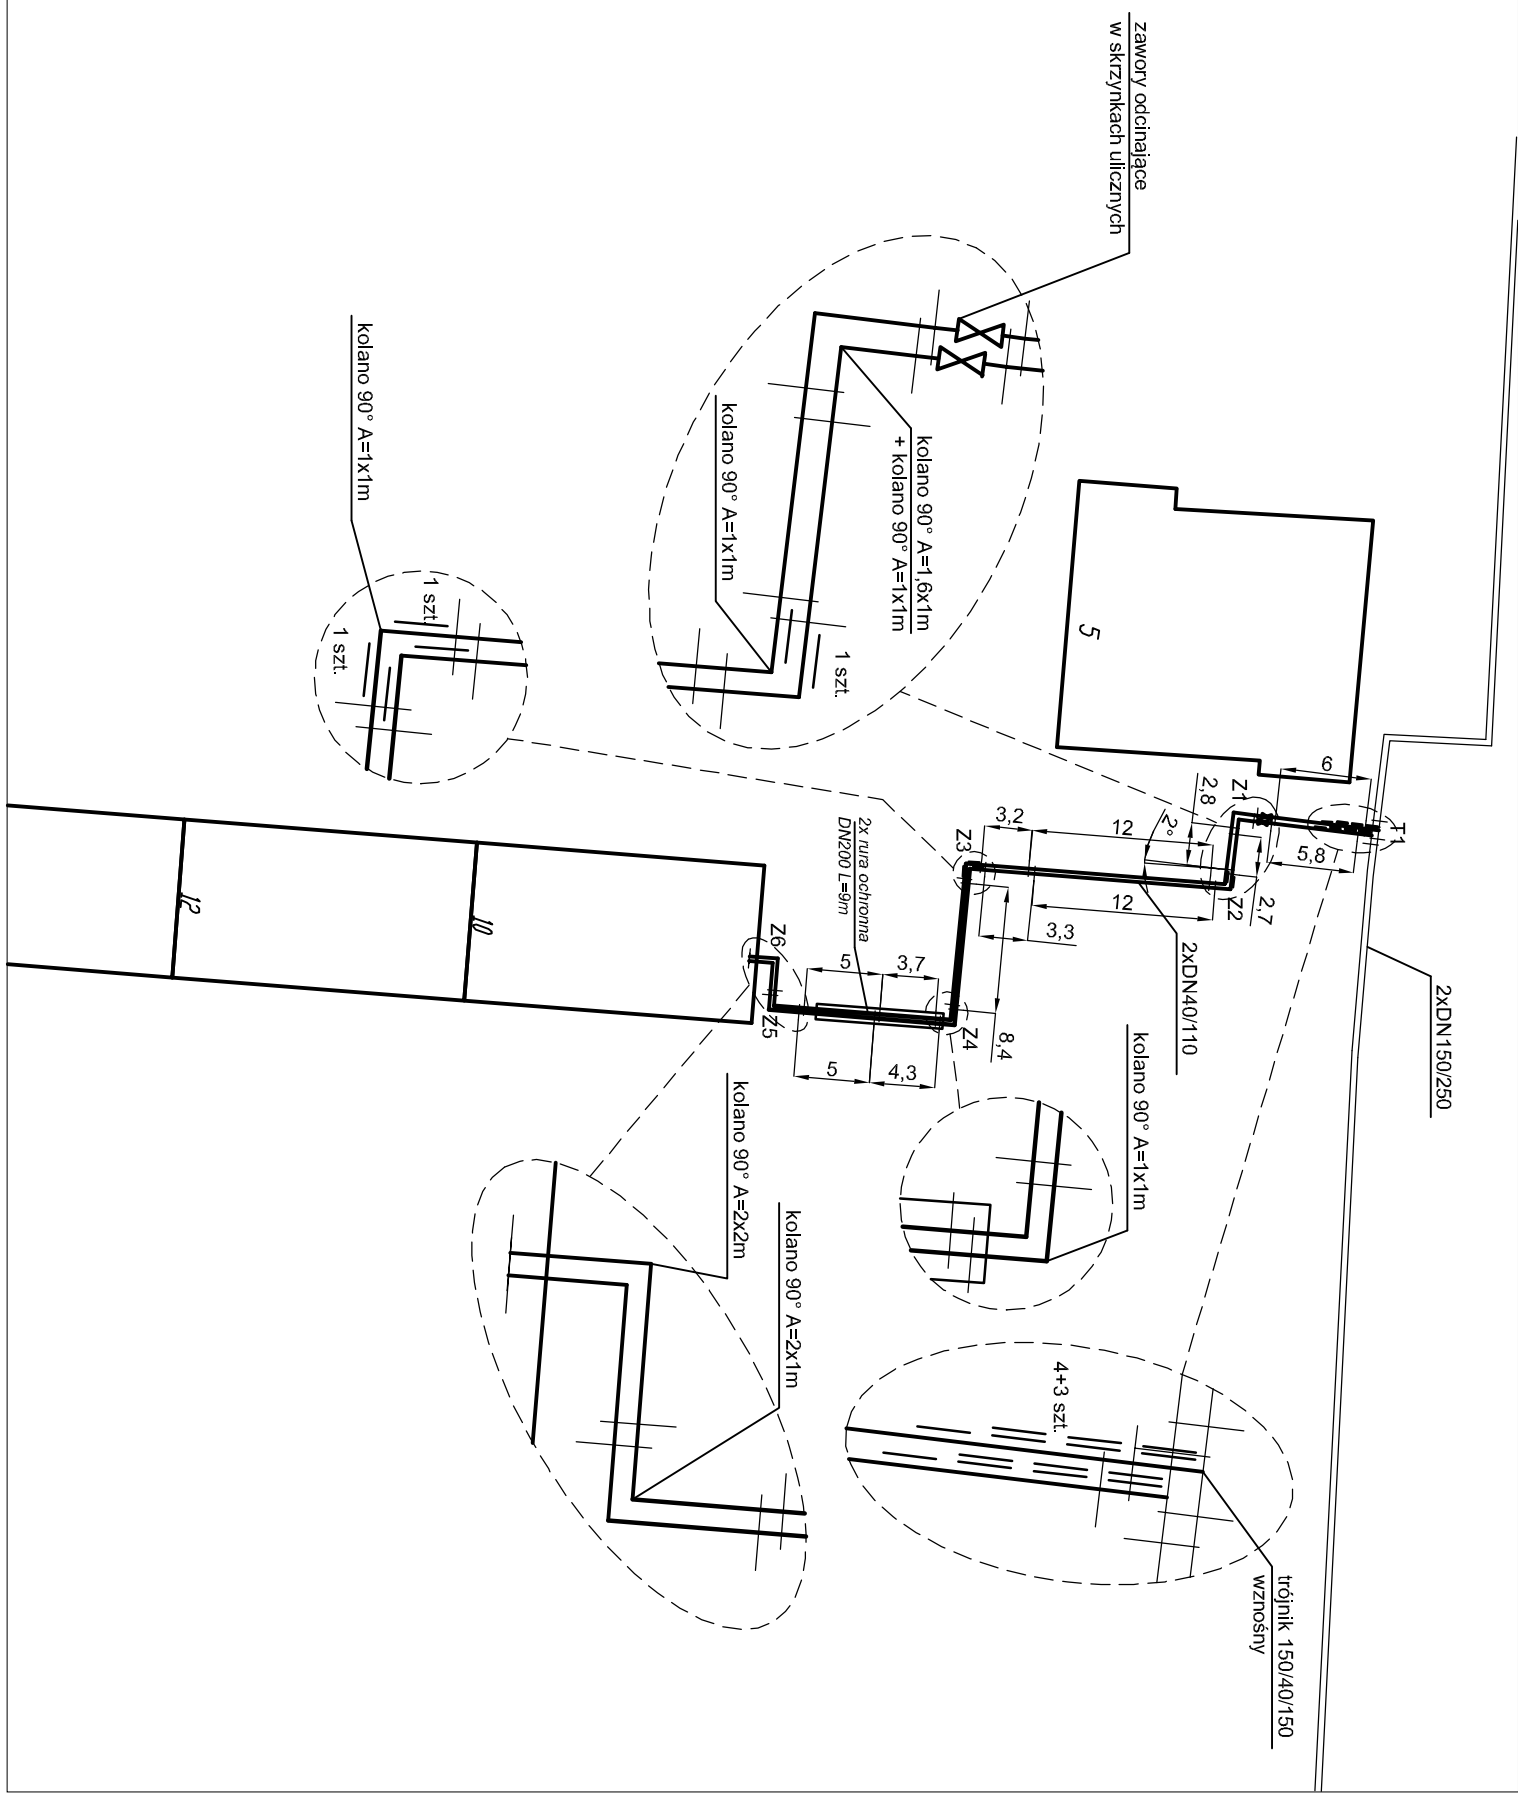 zawory odcinające
w skrzynkach ulicznych
kolano 90° A=1,6x1m
+ kolano 90° A=1x1m
kolano 90° A=1x1m
1 szt.
kolano 90° A=1x1m
1 szt.
1 szt.
5
6
T1
5,8
Z1
2,8
2°
2,7
Z2
12
12
3,2
3,3
Z3
2xDN40/110
2xDN150/250
8,4
Z4
3,7
4,3
5
5
2x rura ochronna
DN200 L=9m
Z5
Z6
10
12
kolano 90° A=1x1m
kolano 90° A=2x2m
kolano 90° A=2x1m
4+3 szt.
trójnik 150/40/150
wznośny